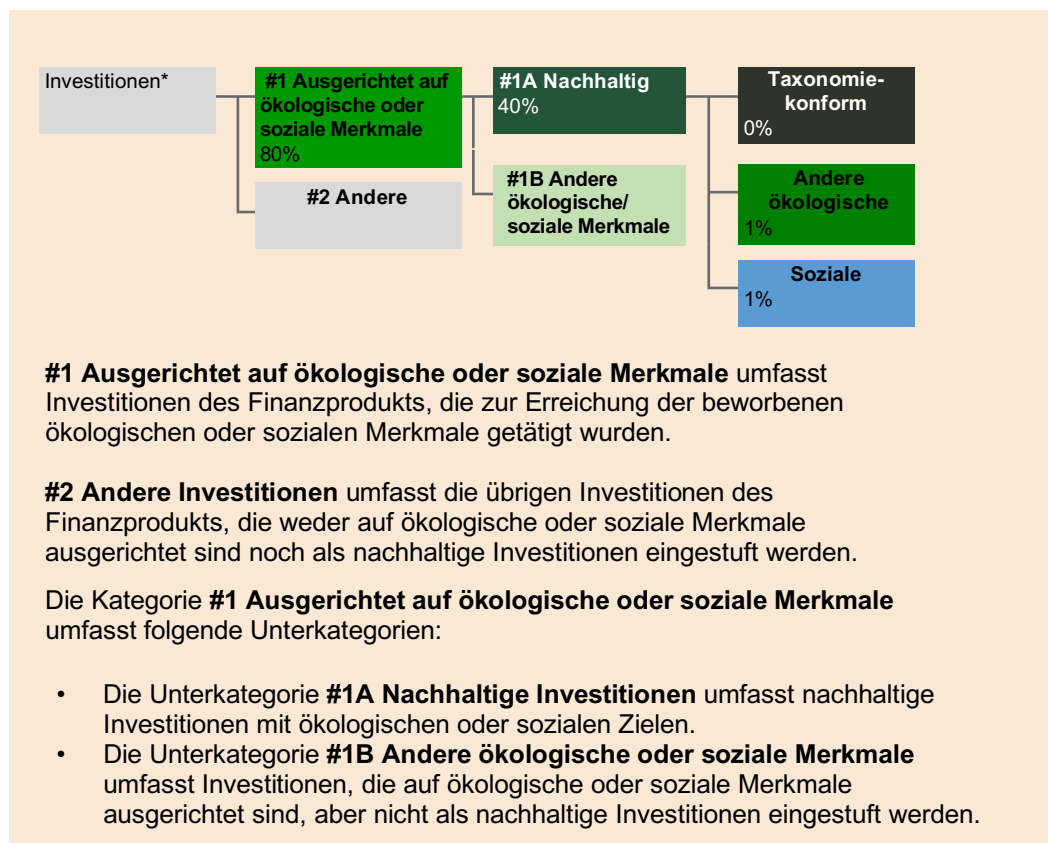 Investitionen*
#1 Ausgerichtet auf
ökologische oder
soziale Merkmale
80%
#2 Andere
#1A Nachhaltig
40%
#1B Andere
ökologische/
soziale Merkmale
Taxonomie-
konform
0%
Andere
ökologische
1%
Soziale
1%
#1 Ausgerichtet auf ökologische oder soziale Merkmale umfasst
Investitionen des Finanzprodukts, die zur Erreichung der beworbenen
ökologischen oder sozialen Merkmale getätigt wurden.
#2 Andere Investitionen umfasst die übrigen Investitionen des
Finanzprodukts, die weder auf ökologische oder soziale Merkmale
ausgerichtet sind noch als nachhaltige Investitionen eingestuft werden.
Die Kategorie #1 Ausgerichtet auf ökologische oder soziale Merkmale
umfasst folgende Unterkategorien:
• Die Unterkategorie #1A Nachhaltige Investitionen umfasst nachhaltige
Investitionen mit ökologischen oder sozialen Zielen.
• Die Unterkategorie #1B Andere ökologische oder soziale Merkmale
umfasst Investitionen, die auf ökologische oder soziale Merkmale
ausgerichtet sind, aber nicht als nachhaltige Investitionen eingestuft werden.